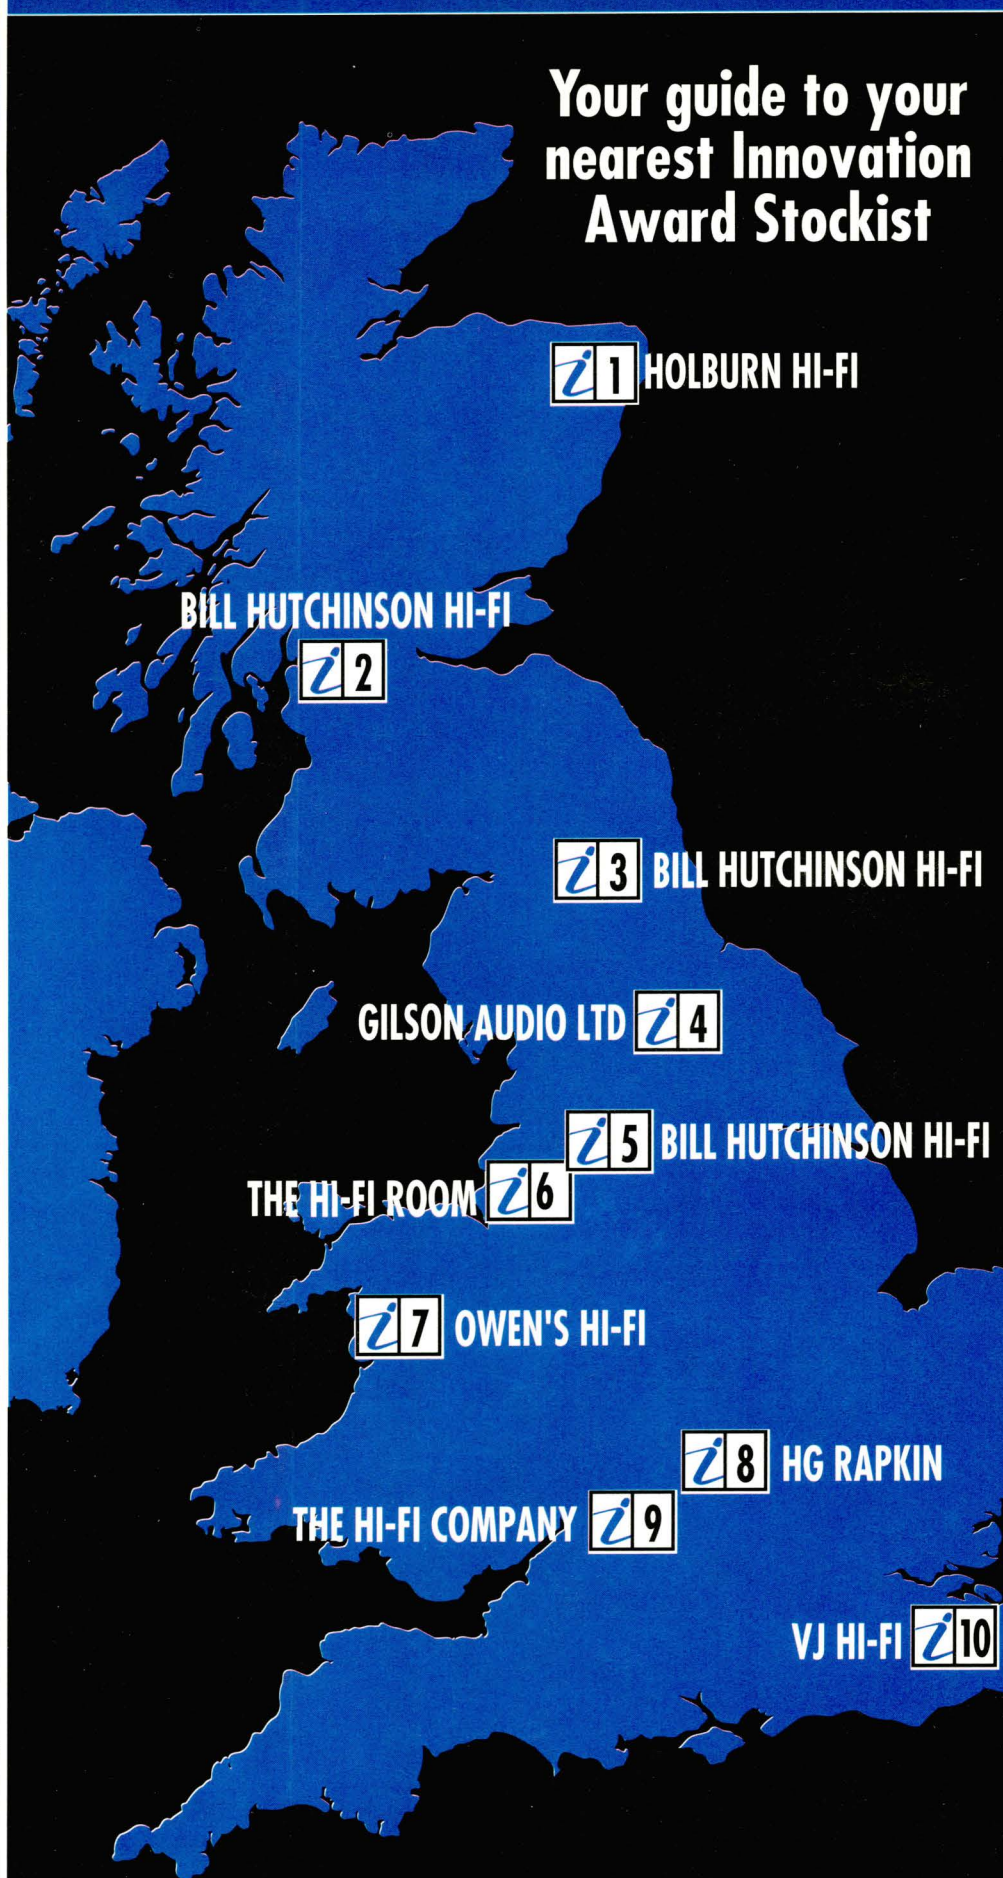 Your guide to your
nearest Innovation
Award Stockist
i 1 HOLBURN HI-FI
BILL HUTCHINSON HI-FI
i 2
i 3 BILL HUTCHINSON HI-FI
GILSON AUDIO LTD i 4
i 5 BILL HUTCHINSON HI-FI
THE HI-FI ROOM i 6
i 7 OWEN'S HI-FI
i 8 HG RAPKIN
THE HI-FI COMPANY i 9
VJ HI-FI i 10